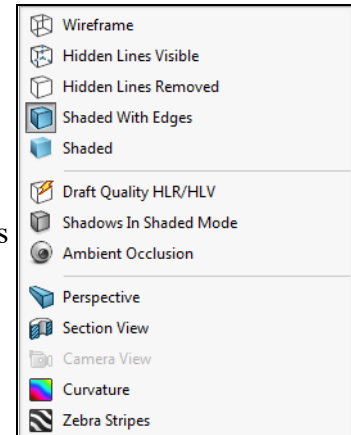 Wireframe
Hidden Lines Visible
Hidden Lines Removed
Shaded With Edges
Shaded
Draft Quality HLR/HLV
s
Shadows In Shaded Mode
Ambient Occlusion
Perspective
Section View
Camera View
Curvature
Zebra Stripes